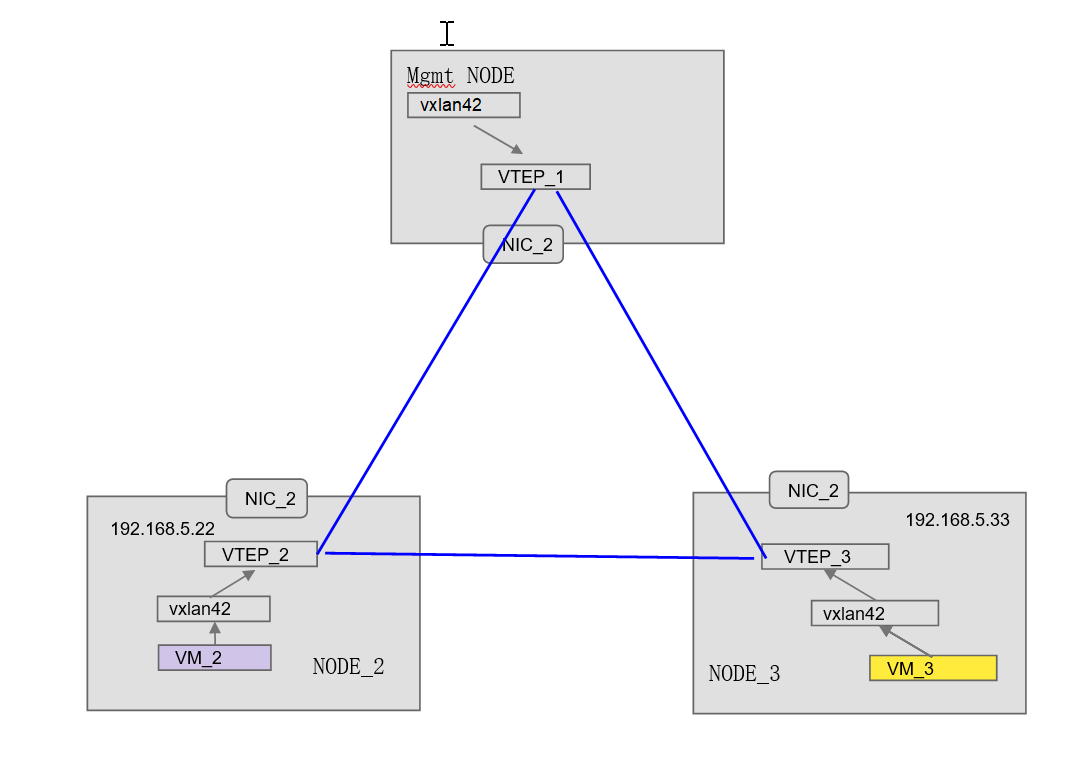 Mgmt NODE
vxlan42
VTEP_1
NIC_2
NIC_2
192.168.5.22
VTEP_2
vxlan42
VM_2
NODE_2
NIC_2
192.168.5.33
VTEP_3
vxlan42
VM_3
NODE_3